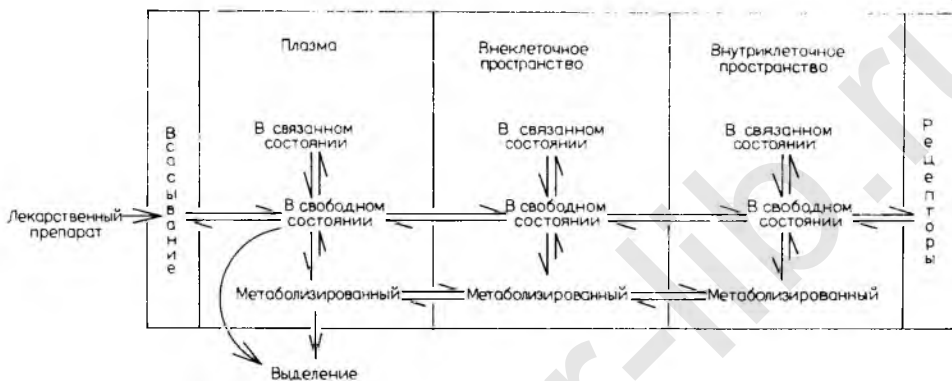 Плазма
Внеклеточное
пространство
Внутриклеточное
пространство
Всасывание
В связанном
состоянии
В связанном
состоянии
В связанном
состоянии
Рецепторы
Лекарственный
препарат
В свободном
состоянии
В свободном
состоянии
В свободном
состоянии
Метаболизированный
Метаболизированный
Метаболизированный
Выделение